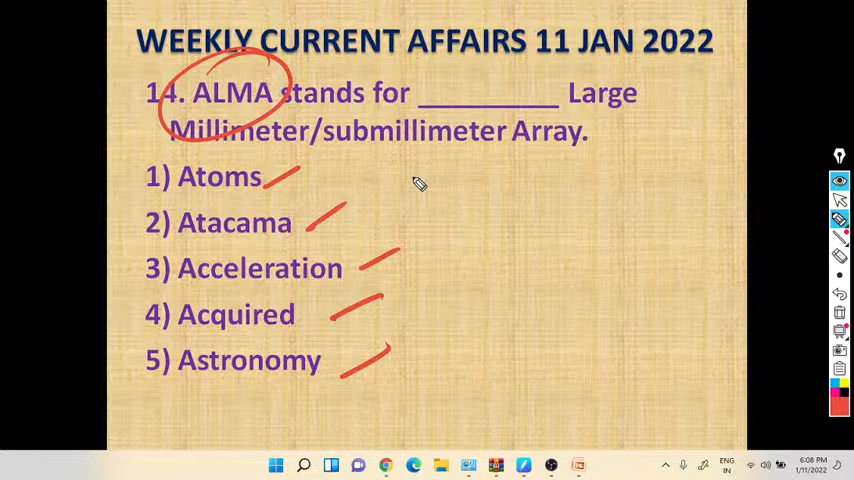 WEEKLY CURRENT AFFAIRS 11 JAN 2022
14. ALMA stands for _________ Large
Millimeter/submillimeter Array.
1) Atoms
2) Atacama
3) Acceleration
4) Acquired
5) Astronomy
ENG
IN
6:08 PM
1/11/2022